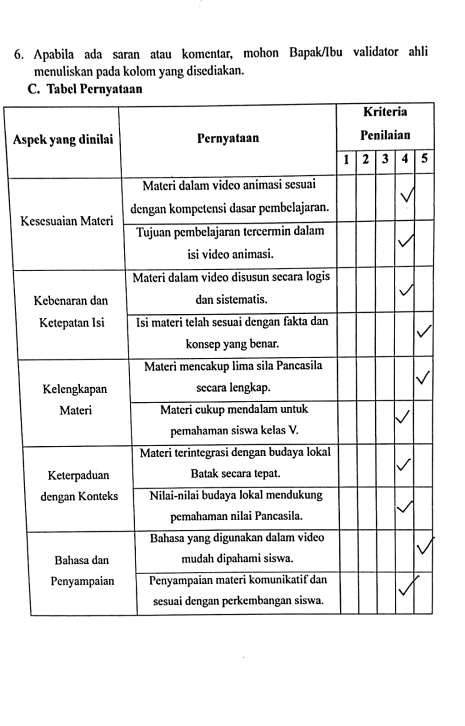 6. Apabila ada saran atau komentar, mohon Bapak/Ibu validator ahli
menuliskan pada kolom yang disediakan.
C. Tabel Pernyataan
Aspek yang dinilai
Pernyataan
Kriteria
Penilaian
1 2 3 4 5
Kesesuaian Materi
Materi dalam video animasi sesuai
dengan kompetensi dasar pembelajaran.
✓
Tujuan pembelajaran tercermin dalam
isi video animasi.
✓
Kebenaran dan
Ketepatan Isi
Materi dalam video disusun secara logis
dan sistematis.
✓
Isi materi telah sesuai dengan fakta dan
konsep yang benar.
✓
Kelengkapan
Materi
Materi mencakup lima sila Pancasila
secara lengkap.
✓
Materi cukup mendalam untuk
pemahaman siswa kelas V.
✓
Keterpaduan
dengan Konteks
Materi terintegrasi dengan budaya lokal
Batak secara tepat.
✓
Nilai-nilai budaya lokal mendukung
pemahaman nilai Pancasila.
✓
Bahasa dan
Penyampaian
Bahasa yang digunakan dalam video
mudah dipahami siswa.
✓
Penyampaian materi komunikatif dan
sesuai dengan perkembangan siswa.
✓